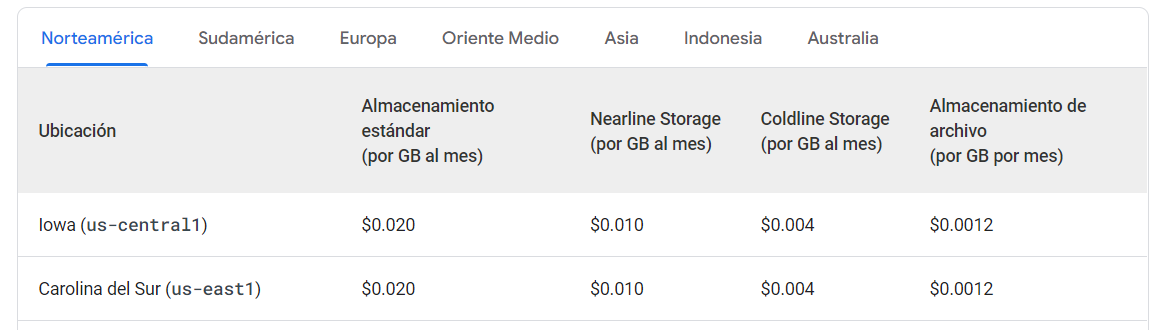 Norteamérica Sudamérica Europa Oriente Medio Asia Indonesia Australia
Ubicación
Almacenamiento
estándar
(por GB al mes)
Nearline Storage
(por GB al mes)
Coldline Storage
(por GB al mes)
Almacenamiento de
archivo
(por GB por mes)
Iowa (us-central1) $0.020 $0.010 $0.004 $0.0012
Carolina del Sur (us-east1) $0.020 $0.010 $0.004 $0.0012